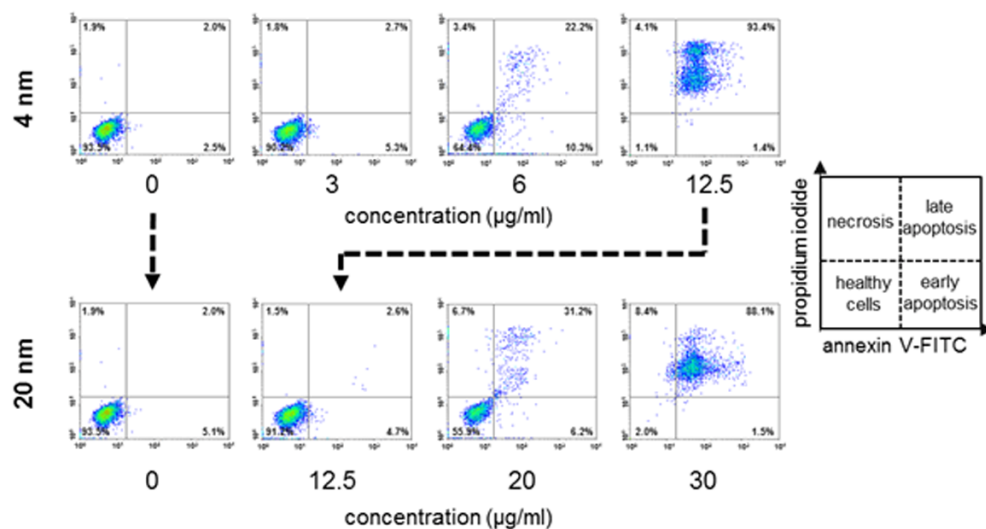 4 nm
1.9% 2.0%
93.5% 2.5%
0
1.8% 2.7%
90.2% 5.3%
3
3.4% 22.2%
64.4% 10.3%
6
4.1% 93.4%
1.1% 1.4%
12.5
concentration (µg/ml)
propidium iodide
necrosis
late
apoptosis
healthy
cells
early
apoptosis
annexin V-FITC
20 nm
1.9% 2.0%
93.5% 5.1%
0
1.5% 2.6%
91.2% 4.7%
12.5
6.7% 31.2%
55.9% 6.2%
20
8.4% 88.1%
2.0% 1.5%
30
concentration (µg/ml)